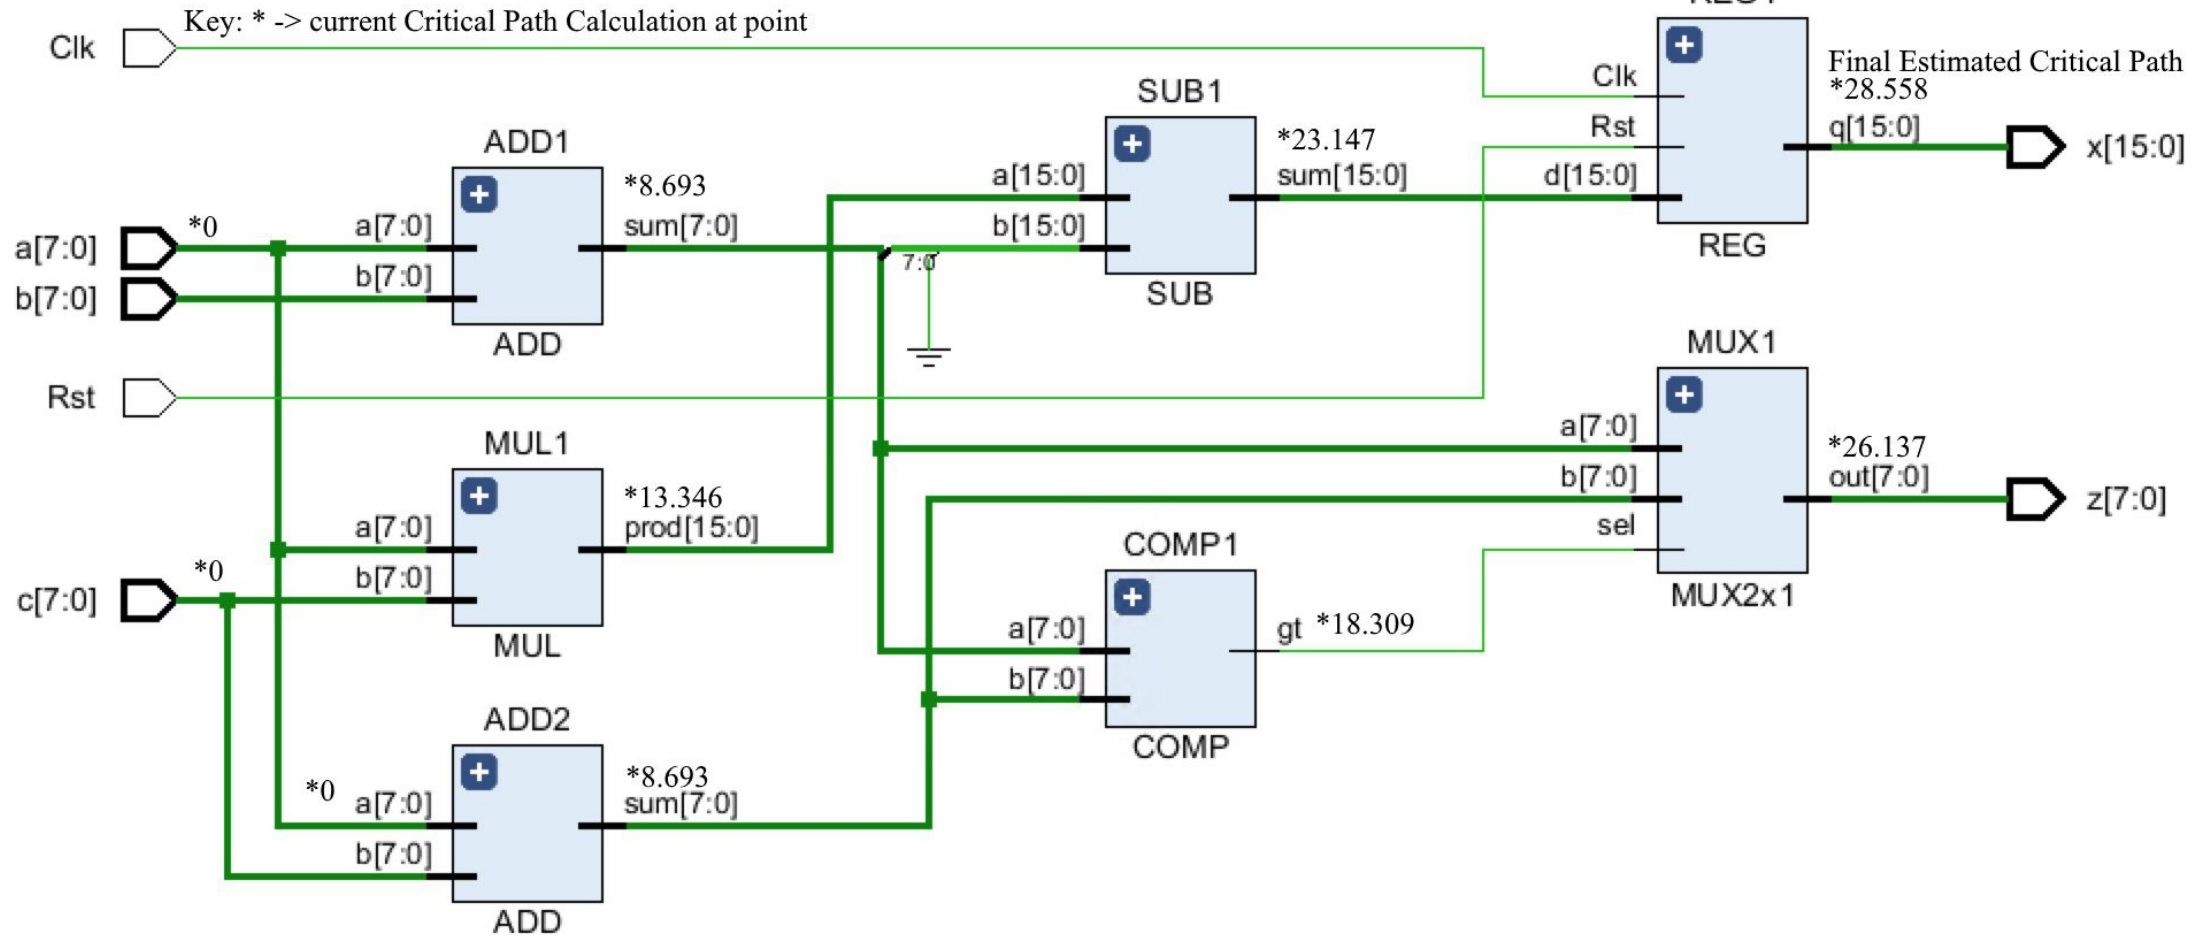 Key: * -> current Critical Path Calculation at point
Clk
a[7:0]
*0
b[7:0]
Rst
c[7:0]
*0
ADD1
a[7:0]
b[7:0]
*8.693
sum[7:0]
ADD
MUL1
a[7:0]
b[7:0]
*13.346
prod[15:0]
MUL
ADD2
*0
a[7:0]
b[7:0]
*8.693
sum[7:0]
ADD
SUB1
a[15:0]
b[15:0]
7:0
*23.147
sum[15:0]
SUB
COMP1
a[7:0]
b[7:0]
gt *18.309
COMP
Clk
Rst
d[15:0]
Final Estimated Critical Path
*28.558
q[15:0]
x[15:0]
REG
MUX1
a[7:0]
b[7:0]
sel
*26.137
out[7:0]
z[7:0]
MUX2x1